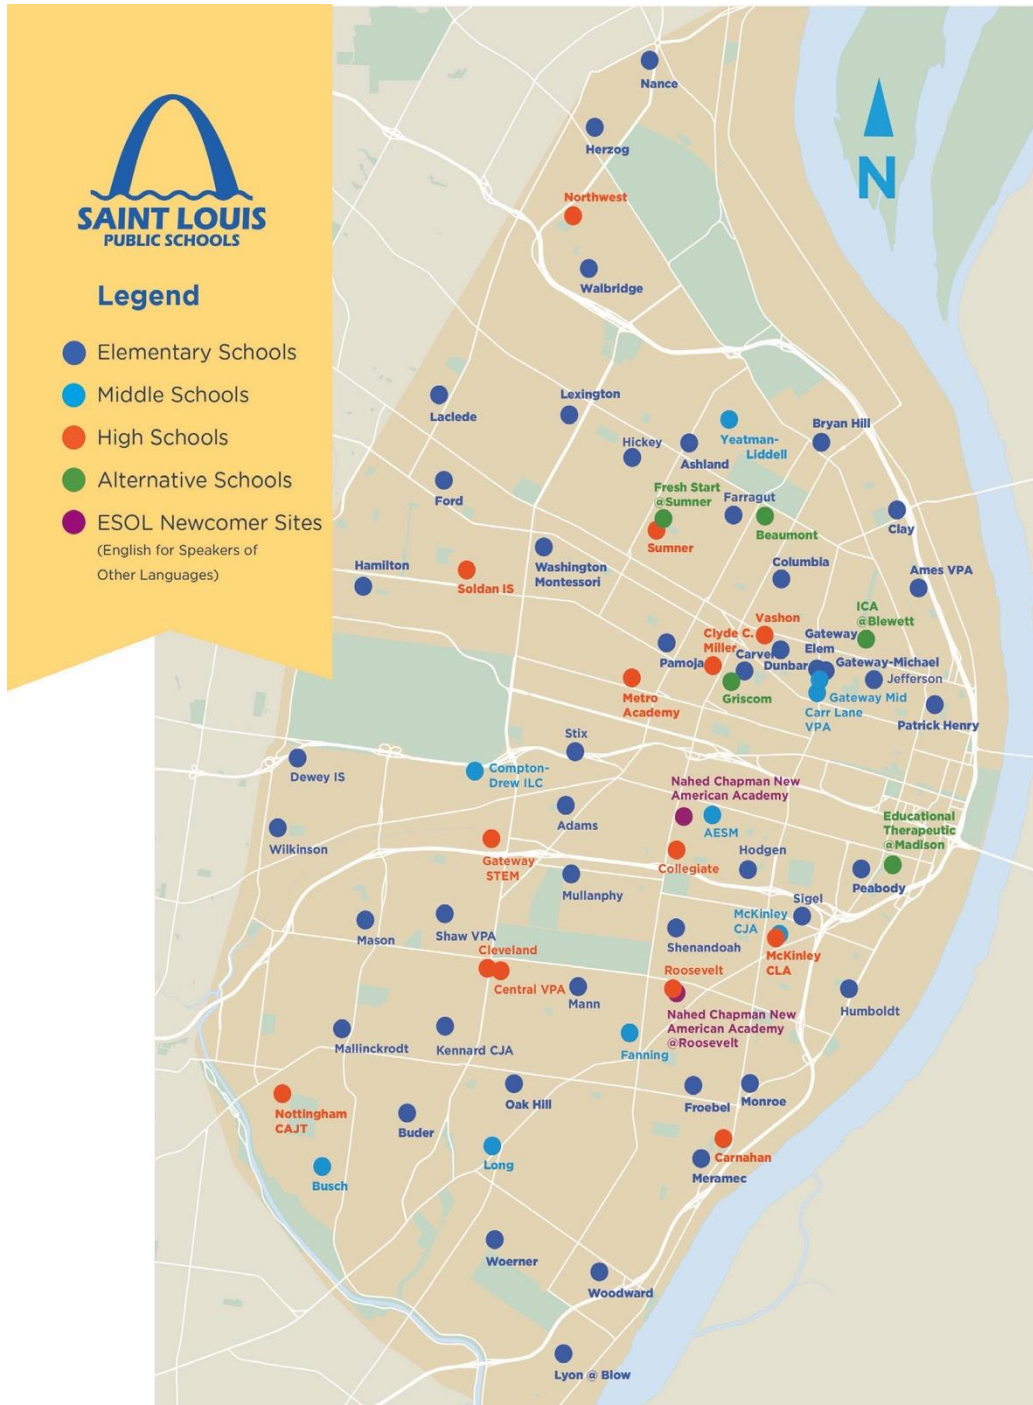 SAINT LOUIS
PUBLIC SCHOOLS
Legend
Elementary Schools
Middle Schools
High Schools
Alternative Schools
ESOL Newcomer Sites
(English for Speakers of
Other Languages)
N
Nance
Herzog
Northwest
Walbridge
Laclede
Lexington
Hickey
Ashland
Yeatman-
Liddell
Bryan Hill
Ford
Fresh Start
@Sumner
Sumner
Farragut
Beaumont
Clay
Hamilton
Soldan IS
Washington
Montessori
Columbia
Ames VPA
ICA
@Blewett
Vashon
Clyde C.
Miller
Pamoja
Carver
Dunbar
Gateway
Elem
Gateway-Michael
Jefferson
Metro
Academy
Griscom
Gateway Mid
Carr Lane
VPA
Patrick Henry
Stix
Dewey IS
Compton-
Drew ILC
Nahed Chapman New
American Academy
Adams
AESM
Educational
Therapeutic
@Madison
Wilkinson
Gateway
STEM
Collegiate
Hodgen
Mullanphy
Peabody
Sigel
Mason
Shaw VPA
Shenandoah
McKinley
CJA
McKinley
CLA
Cleveland
Central VPA
Mann
Roosevelt
Nahed Chapman New
American Academy
@Roosevelt
Humboldt
Mallinckrodt
Kennard CJA
Fanning
Nottingham
CAJT
Oak Hill
Froebel
Monroe
Buder
Carnahan
Long
Busch
Meramec
Woerner
Woodward
Lyon @ Blow